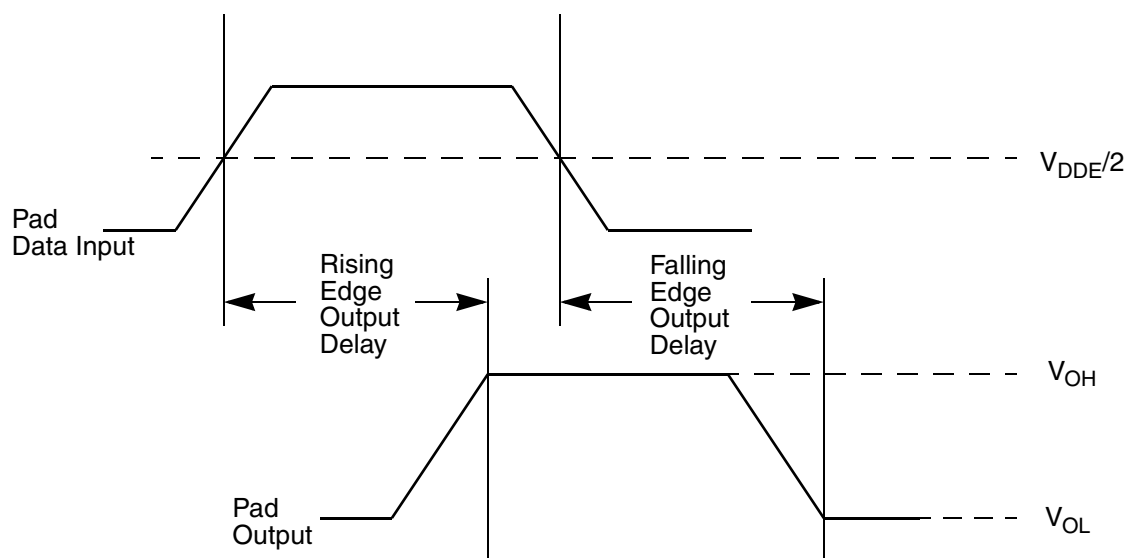 V_DDE/2
Pad
Data Input
Rising
Edge
Output
Delay
Falling
Edge
Output
Delay
V_OH
Pad
Output
V_OL